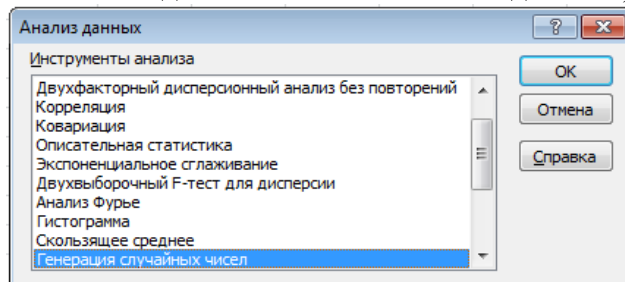 Анализ данных
Инструменты анализа
Двухфакторный дисперсионный анализ без повторений
Корреляция
Ковариация
Описательная статистика
Экспоненциальное сглаживание
Двухвыборочный F-тест для дисперсии
Анализ Фурье
Гистограмма
Скользящее среднее
Генерация случайных чисел
OK
Отмена
Справка